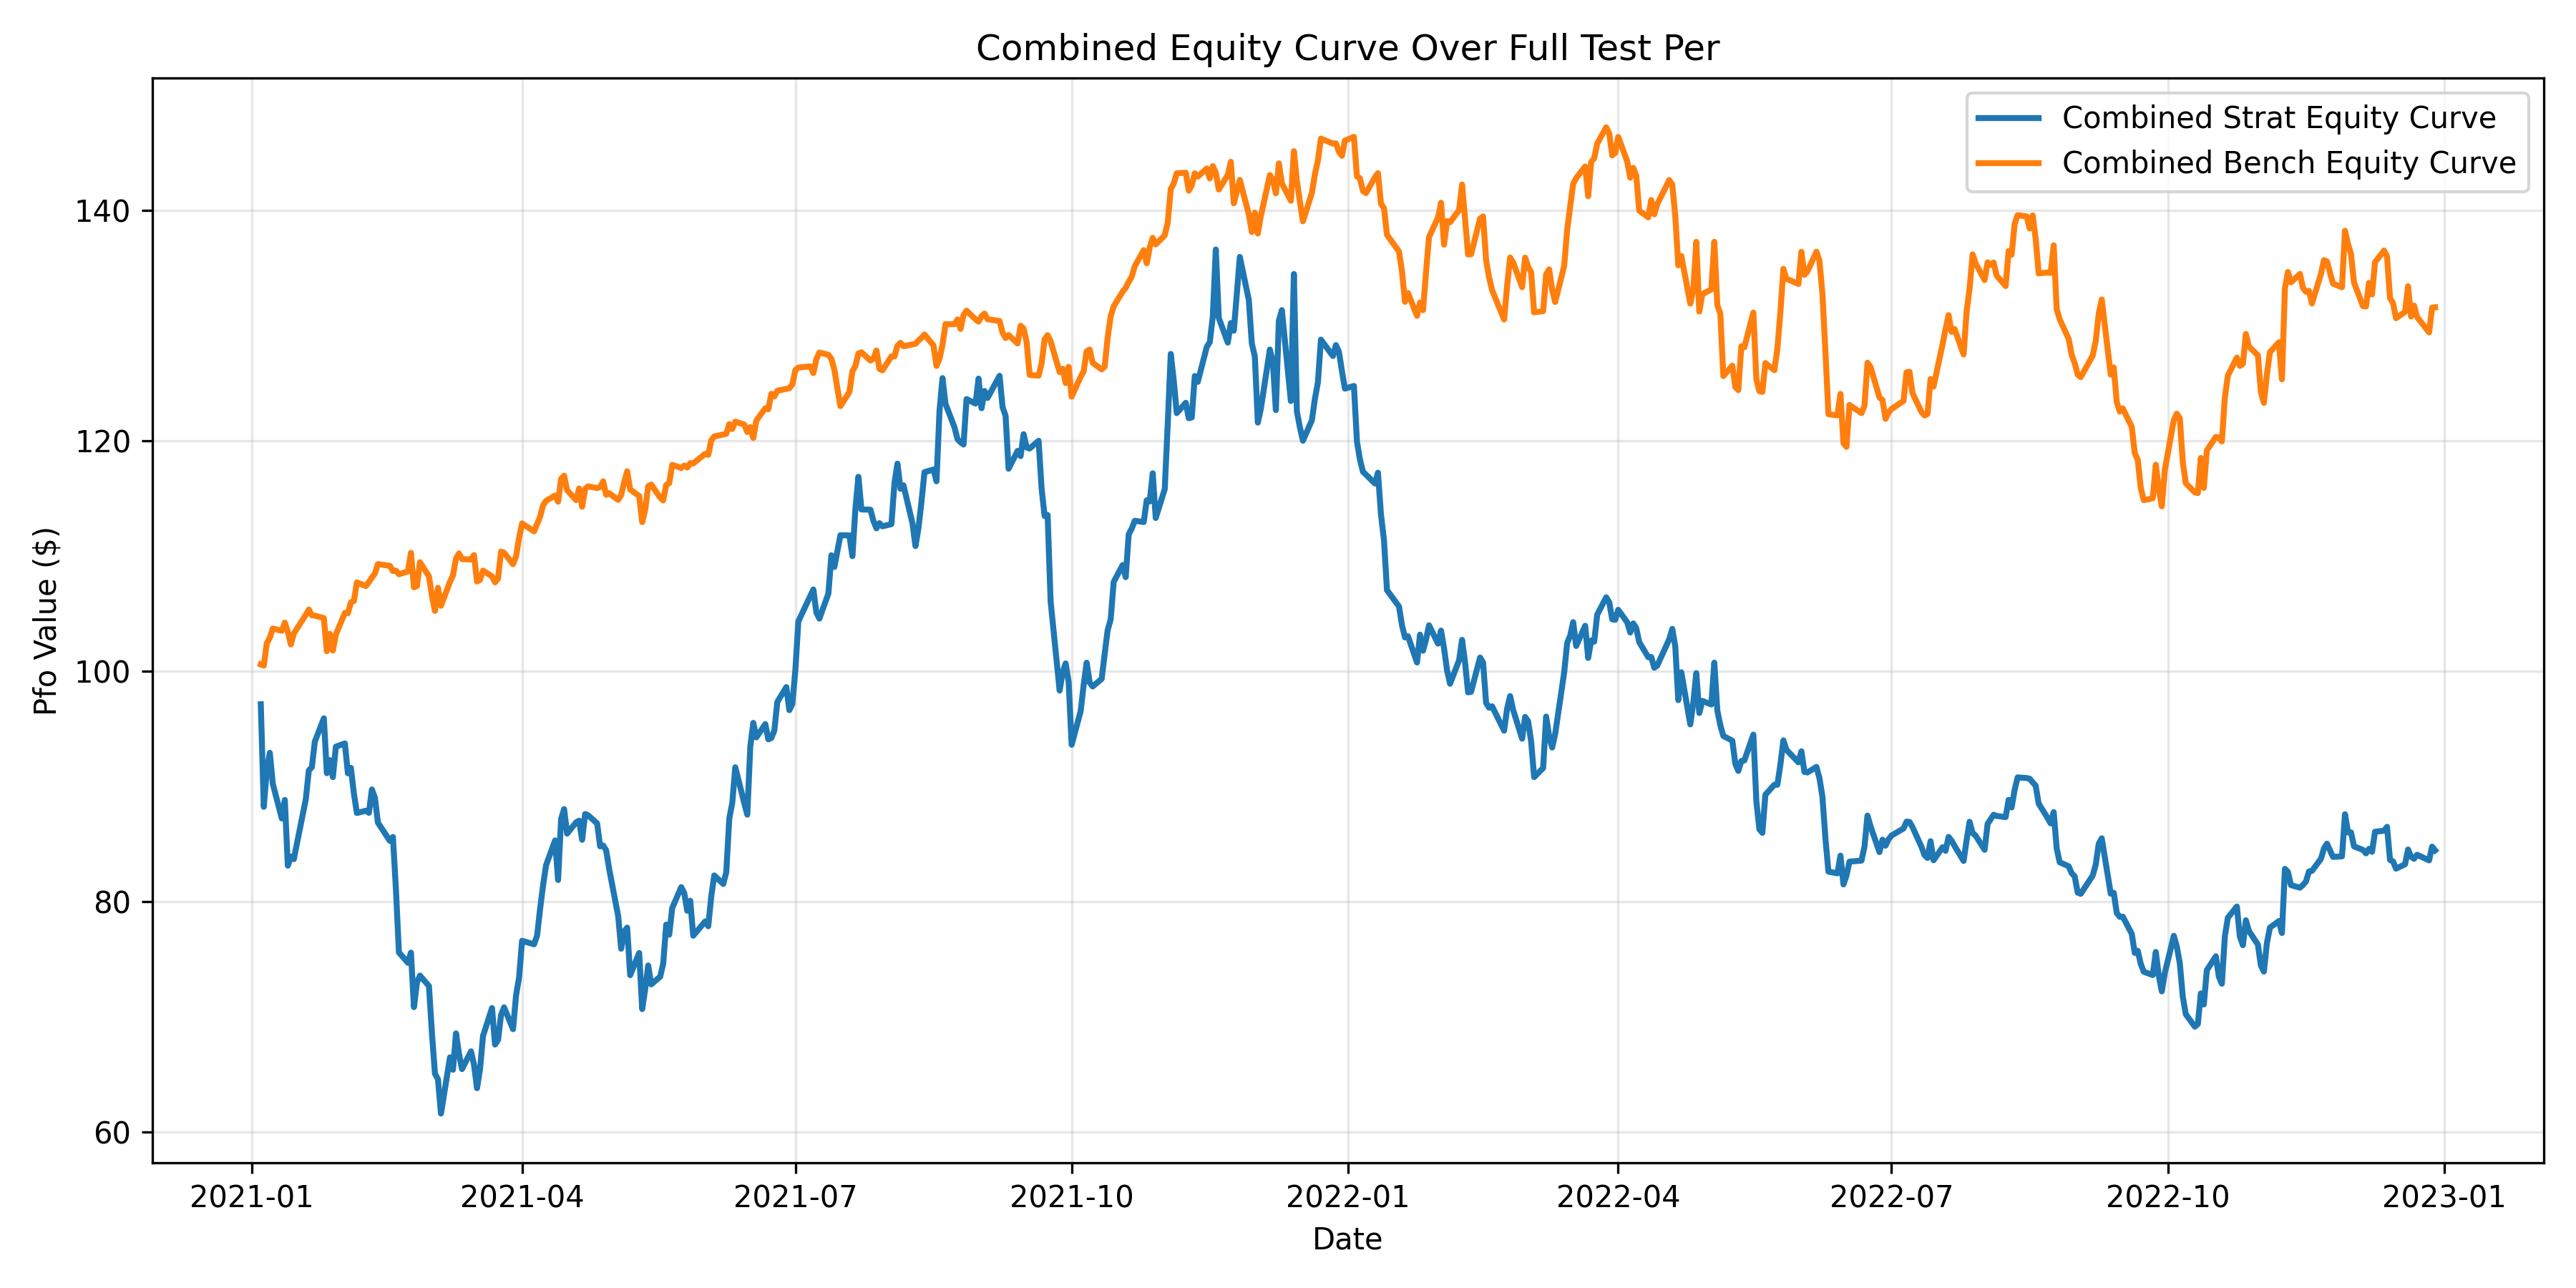 Combined Equity Curve Over Full Test Per
Combined Strat Equity Curve
Combined Bench Equity Curve
Pfo Value ($)
140
120
100
80
60
2021-01
2021-04
2021-07
2021-10
2022-01
2022-04
2022-07
2022-10
2023-01
Date